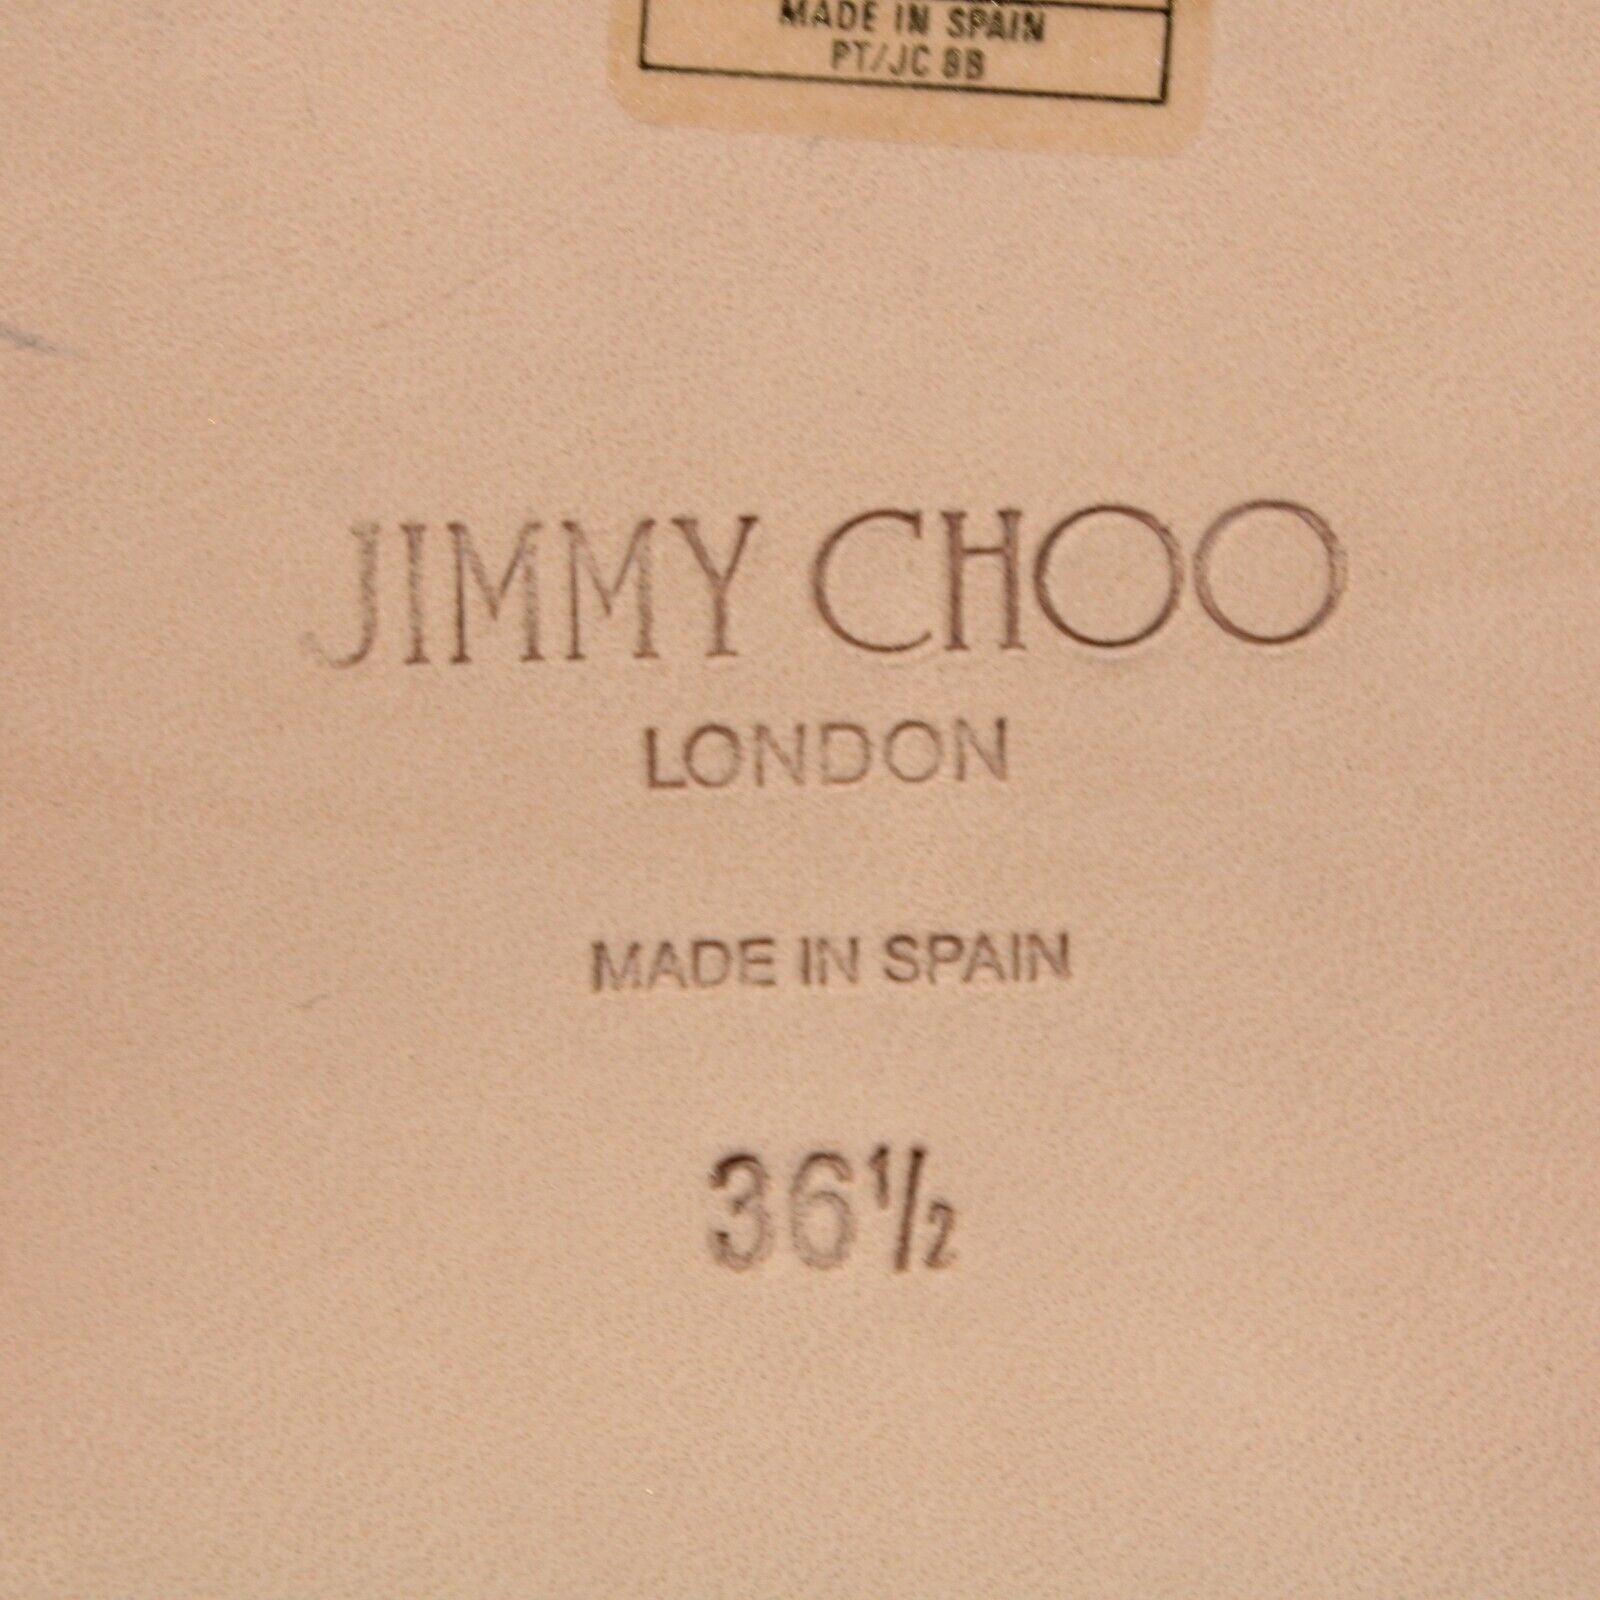 MADE IN SPAIN
PT/JC 8B
JIMMY CHOO
LONDON
MADE IN SPAIN
36½